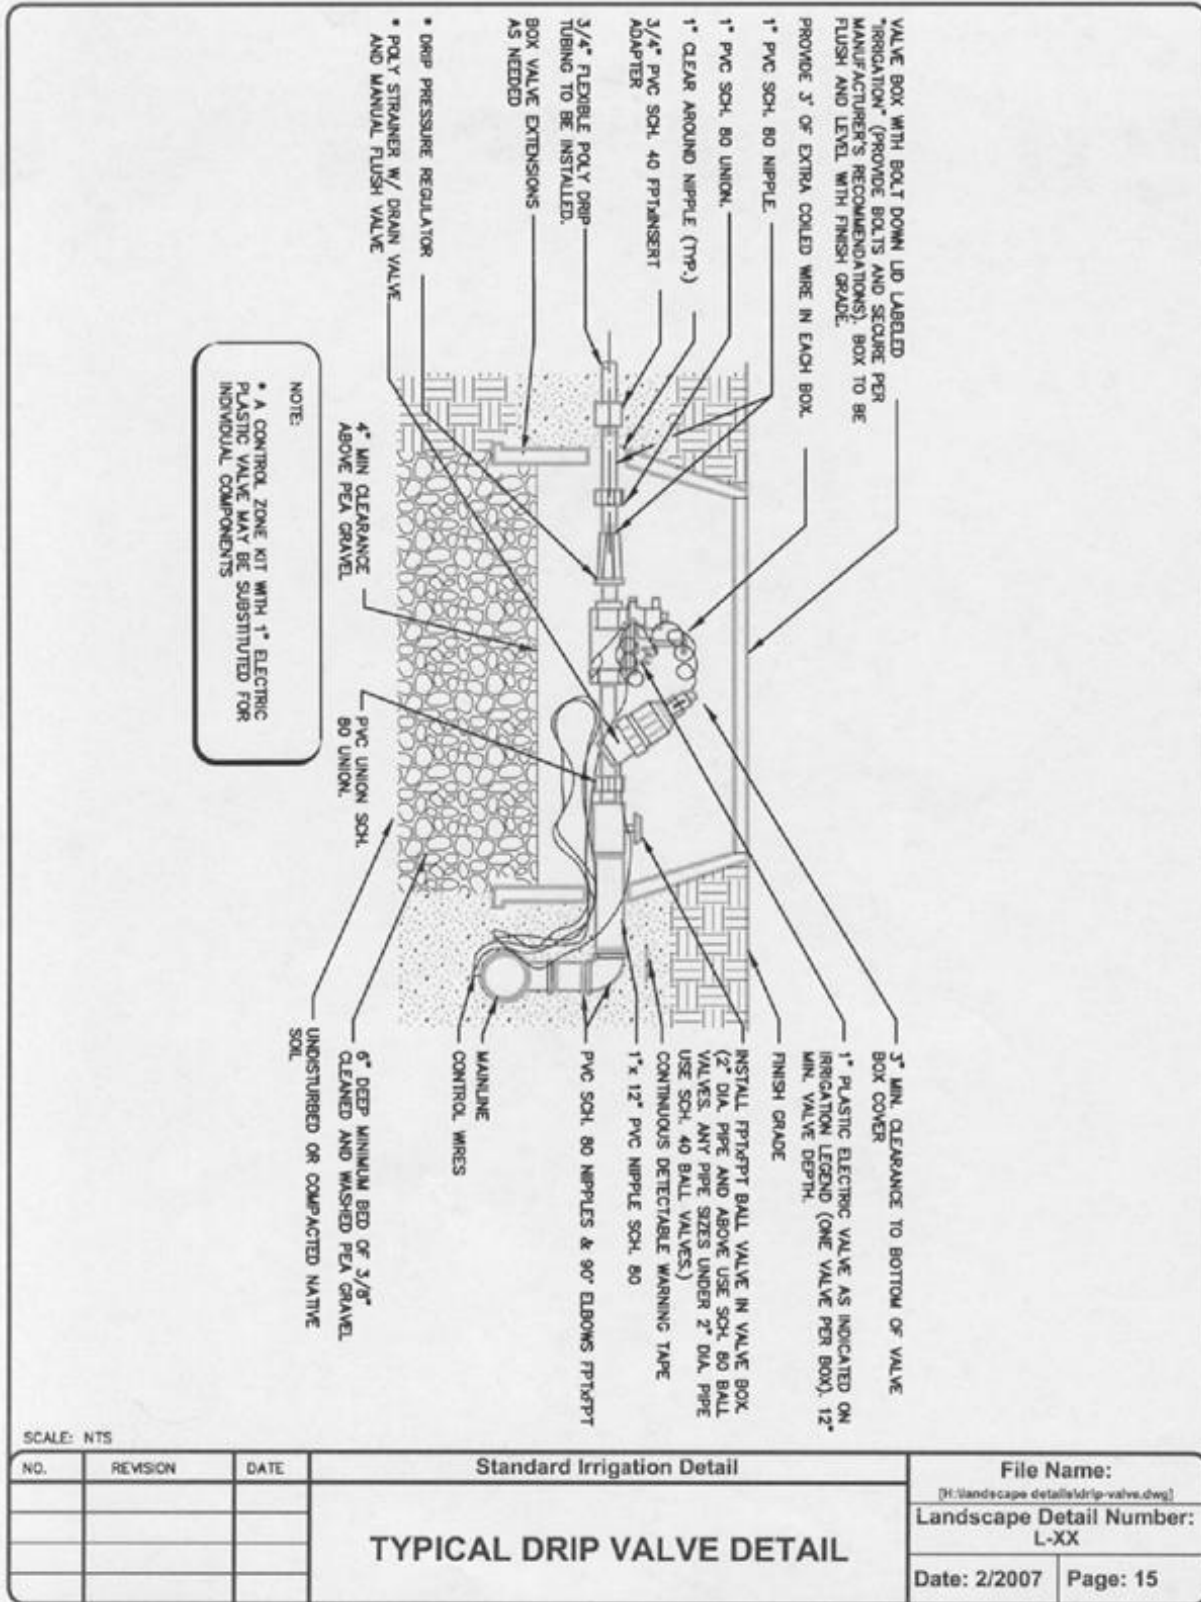 VALVE BOX WITH BOLT DOWN LID LABELED
"IRRIGATION" (PROVIDE BOLTS AND SECURE PER
MANUFACTURER'S RECOMMENDATIONS). BOX TO BE
FLUSH AND LEVEL WITH FINISH GRADE.
PROVIDE 3' OF EXTRA COILED WIRE IN EACH BOX.
1" PVC SCH. 80 NIPPLE.
1" PVC SCH. 80 UNION.
1" CLEAR AROUND NIPPLE (TYP.)
3/4" PVC SCH. 40 FPTxINSERT
ADAPTER
3/4" FLEXIBLE POLY DRIP
TUBING TO BE INSTALLED.
BOX VALVE EXTENSIONS
AS NEEDED
* DRIP PRESSURE REGULATOR
* POLY STRAINER W/ DRAIN VALVE
AND MANUAL FLUSH VALVE
3" MIN. CLEARANCE TO BOTTOM OF VALVE
BOX COVER
1" PLASTIC ELECTRIC VALVE AS INDICATED ON
IRRIGATION LEGEND (ONE VALVE PER BOX). 12"
MIN. VALVE DEPTH.
FINISH GRADE
INSTALL FPTxFPT BALL VALVE IN VALVE BOX.
(2" DIA. PIPE AND ABOVE USE SCH. 80 BALL
VALVES. ANY PIPE SIZES UNDER 2" DIA. PIPE
USE SCH. 40 BALL VALVES.)
CONTINUOUS DETECTABLE WARNING TAPE
1"x 12" PVC NIPPLE SCH. 80
PVC SCH. 80 NIPPLES & 90° ELBOWS FPTxFPT
MAINLINE
CONTROL WIRES
6" DEEP MINIMUM BED OF 3/8"
CLEANED AND WASHED PEA GRAVEL
UNDISTURBED OR COMPACTED NATIVE
SOIL
4" MIN CLEARANCE
ABOVE PEA GRAVEL
PVC UNION SCH.
80 UNION.
NOTE:
* A CONTROL ZONE KIT WITH 1" ELECTRIC
PLASTIC VALVE MAY BE SUBSTITUTED FOR
INDIVIDUAL COMPONENTS
SCALE: NTS
NO. REVISION DATE
Standard Irrigation Detail
TYPICAL DRIP VALVE DETAIL
File Name:
[H:\landscape details\drip-valve.dwg]
Landscape Detail Number:
L-XX
Date: 2/2007 Page: 15